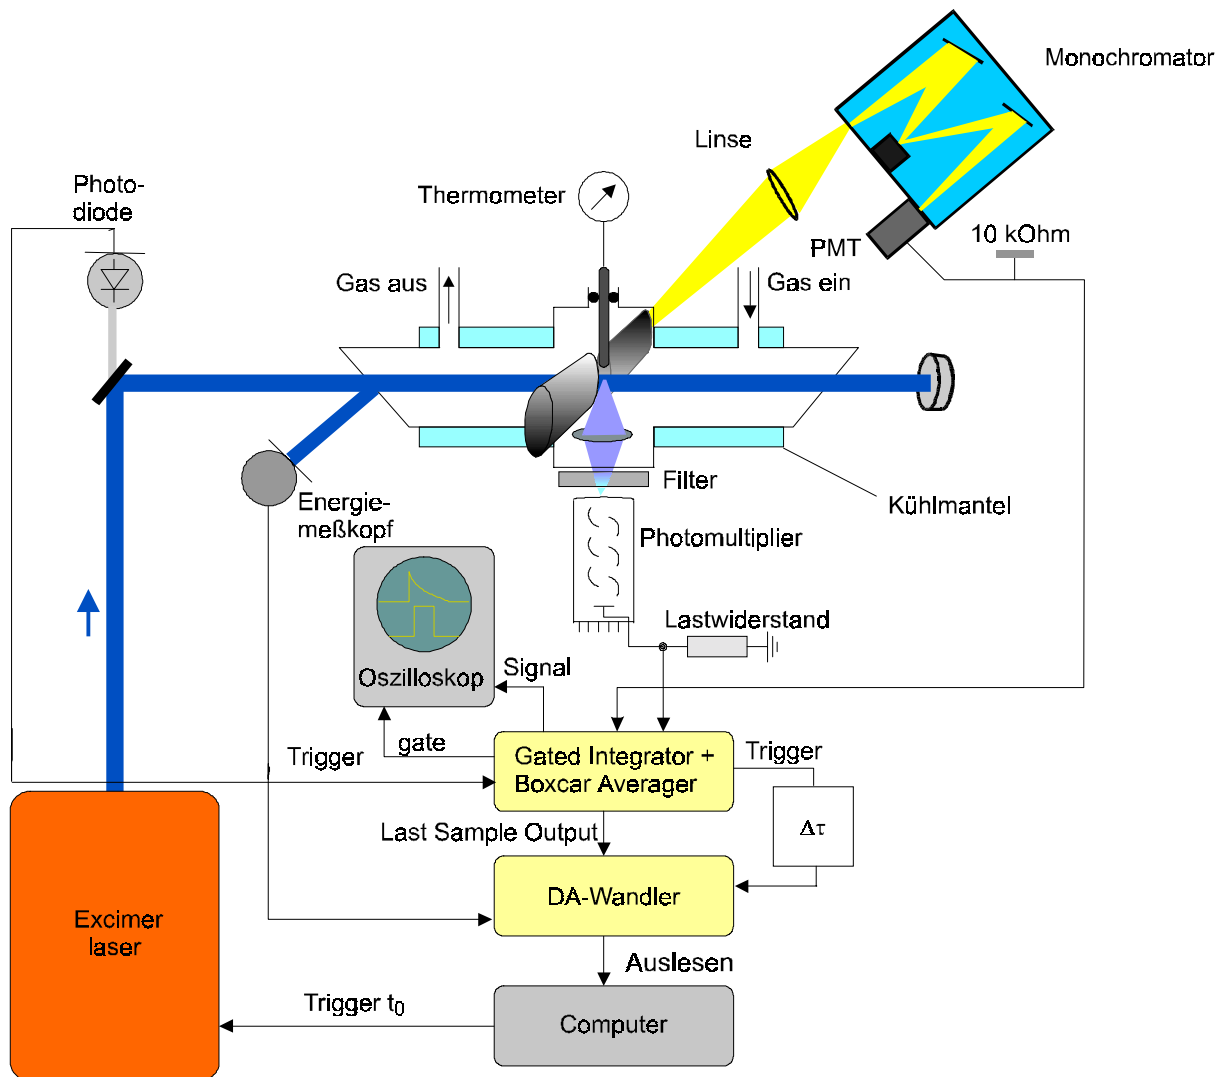 Monochromator
Linse
Photo-
diode
Thermometer
PMT
10 kOhm
Gas aus
Gas ein
Filter
Kühlmantel
Energie-
meßkopf
Photomultiplier
Lastwiderstand
Oszilloskop
Signal
gate
Trigger
Gated Integrator +
Boxcar Averager
Trigger
Δτ
Last Sample Output
DA-Wandler
Excimer
laser
Auslesen
Trigger t₀
Computer